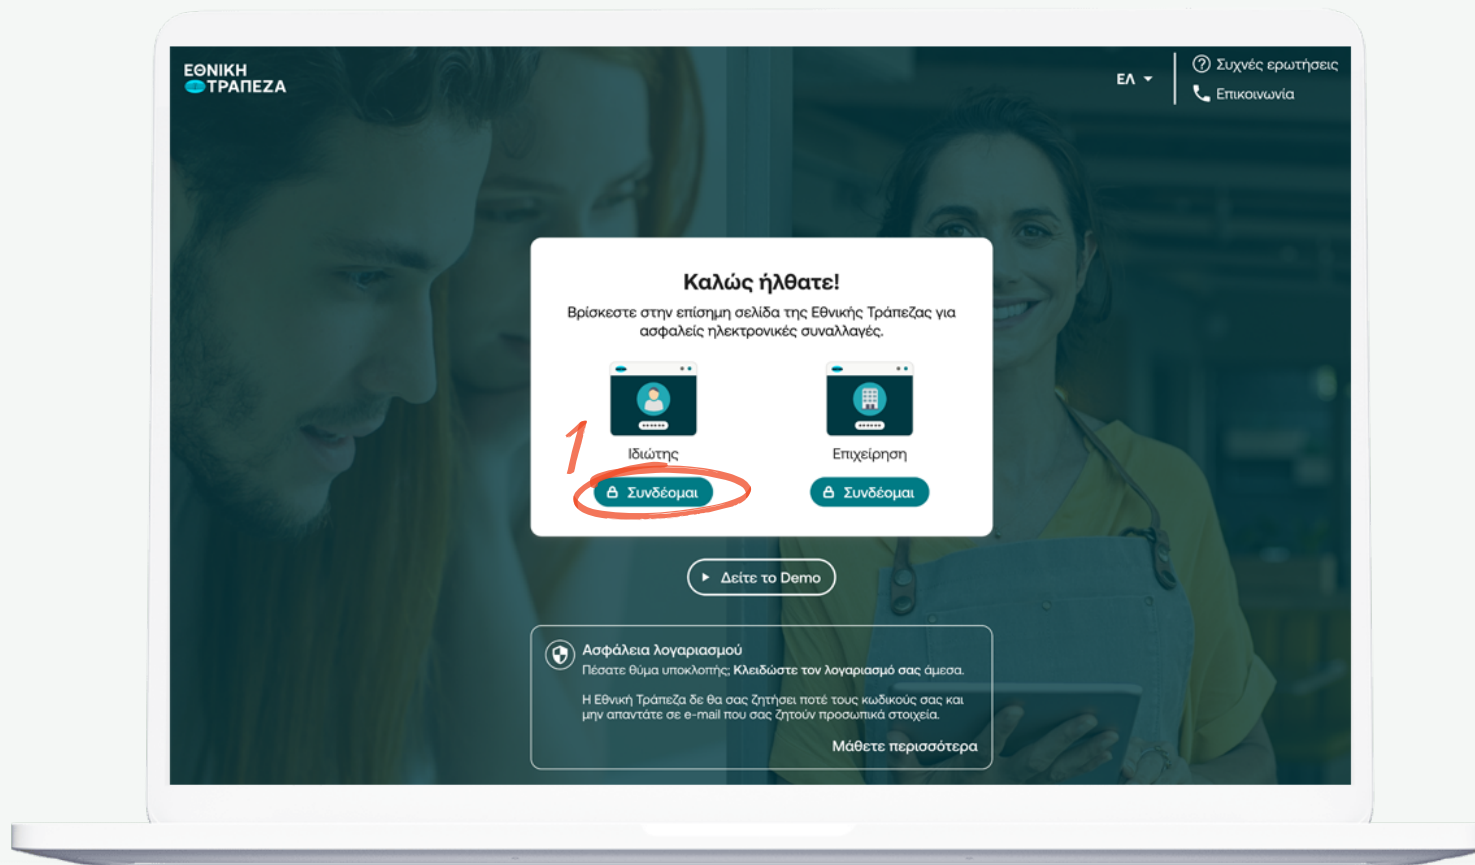 ΕΘΝΙΚΗ
ΤΡΑΠΕΖΑ
ΕΛ
Συχνές ερωτήσεις
Επικοινωνία
Καλώς ήλθατε!
Βρίσκεστε στην επίσημη σελίδα της Εθνικής Τράπεζας για
ασφαλείς ηλεκτρονικές συναλλαγές.
1
Ιδιώτης
Συνδέομαι
Επιχείρηση
Συνδέομαι
Δείτε το Demo
Ασφάλεια λογαριασμού
Πέσατε θύμα υποκλοπής; Κλειδώστε τον λογαριασμό σας άμεσα.
Η Εθνική Τράπεζα δε θα σας ζητήσει ποτέ τους κωδικούς σας και
μην απαντάτε σε e-mail που σας ζητούν προσωπικά στοιχεία.
Μάθετε περισσότερα